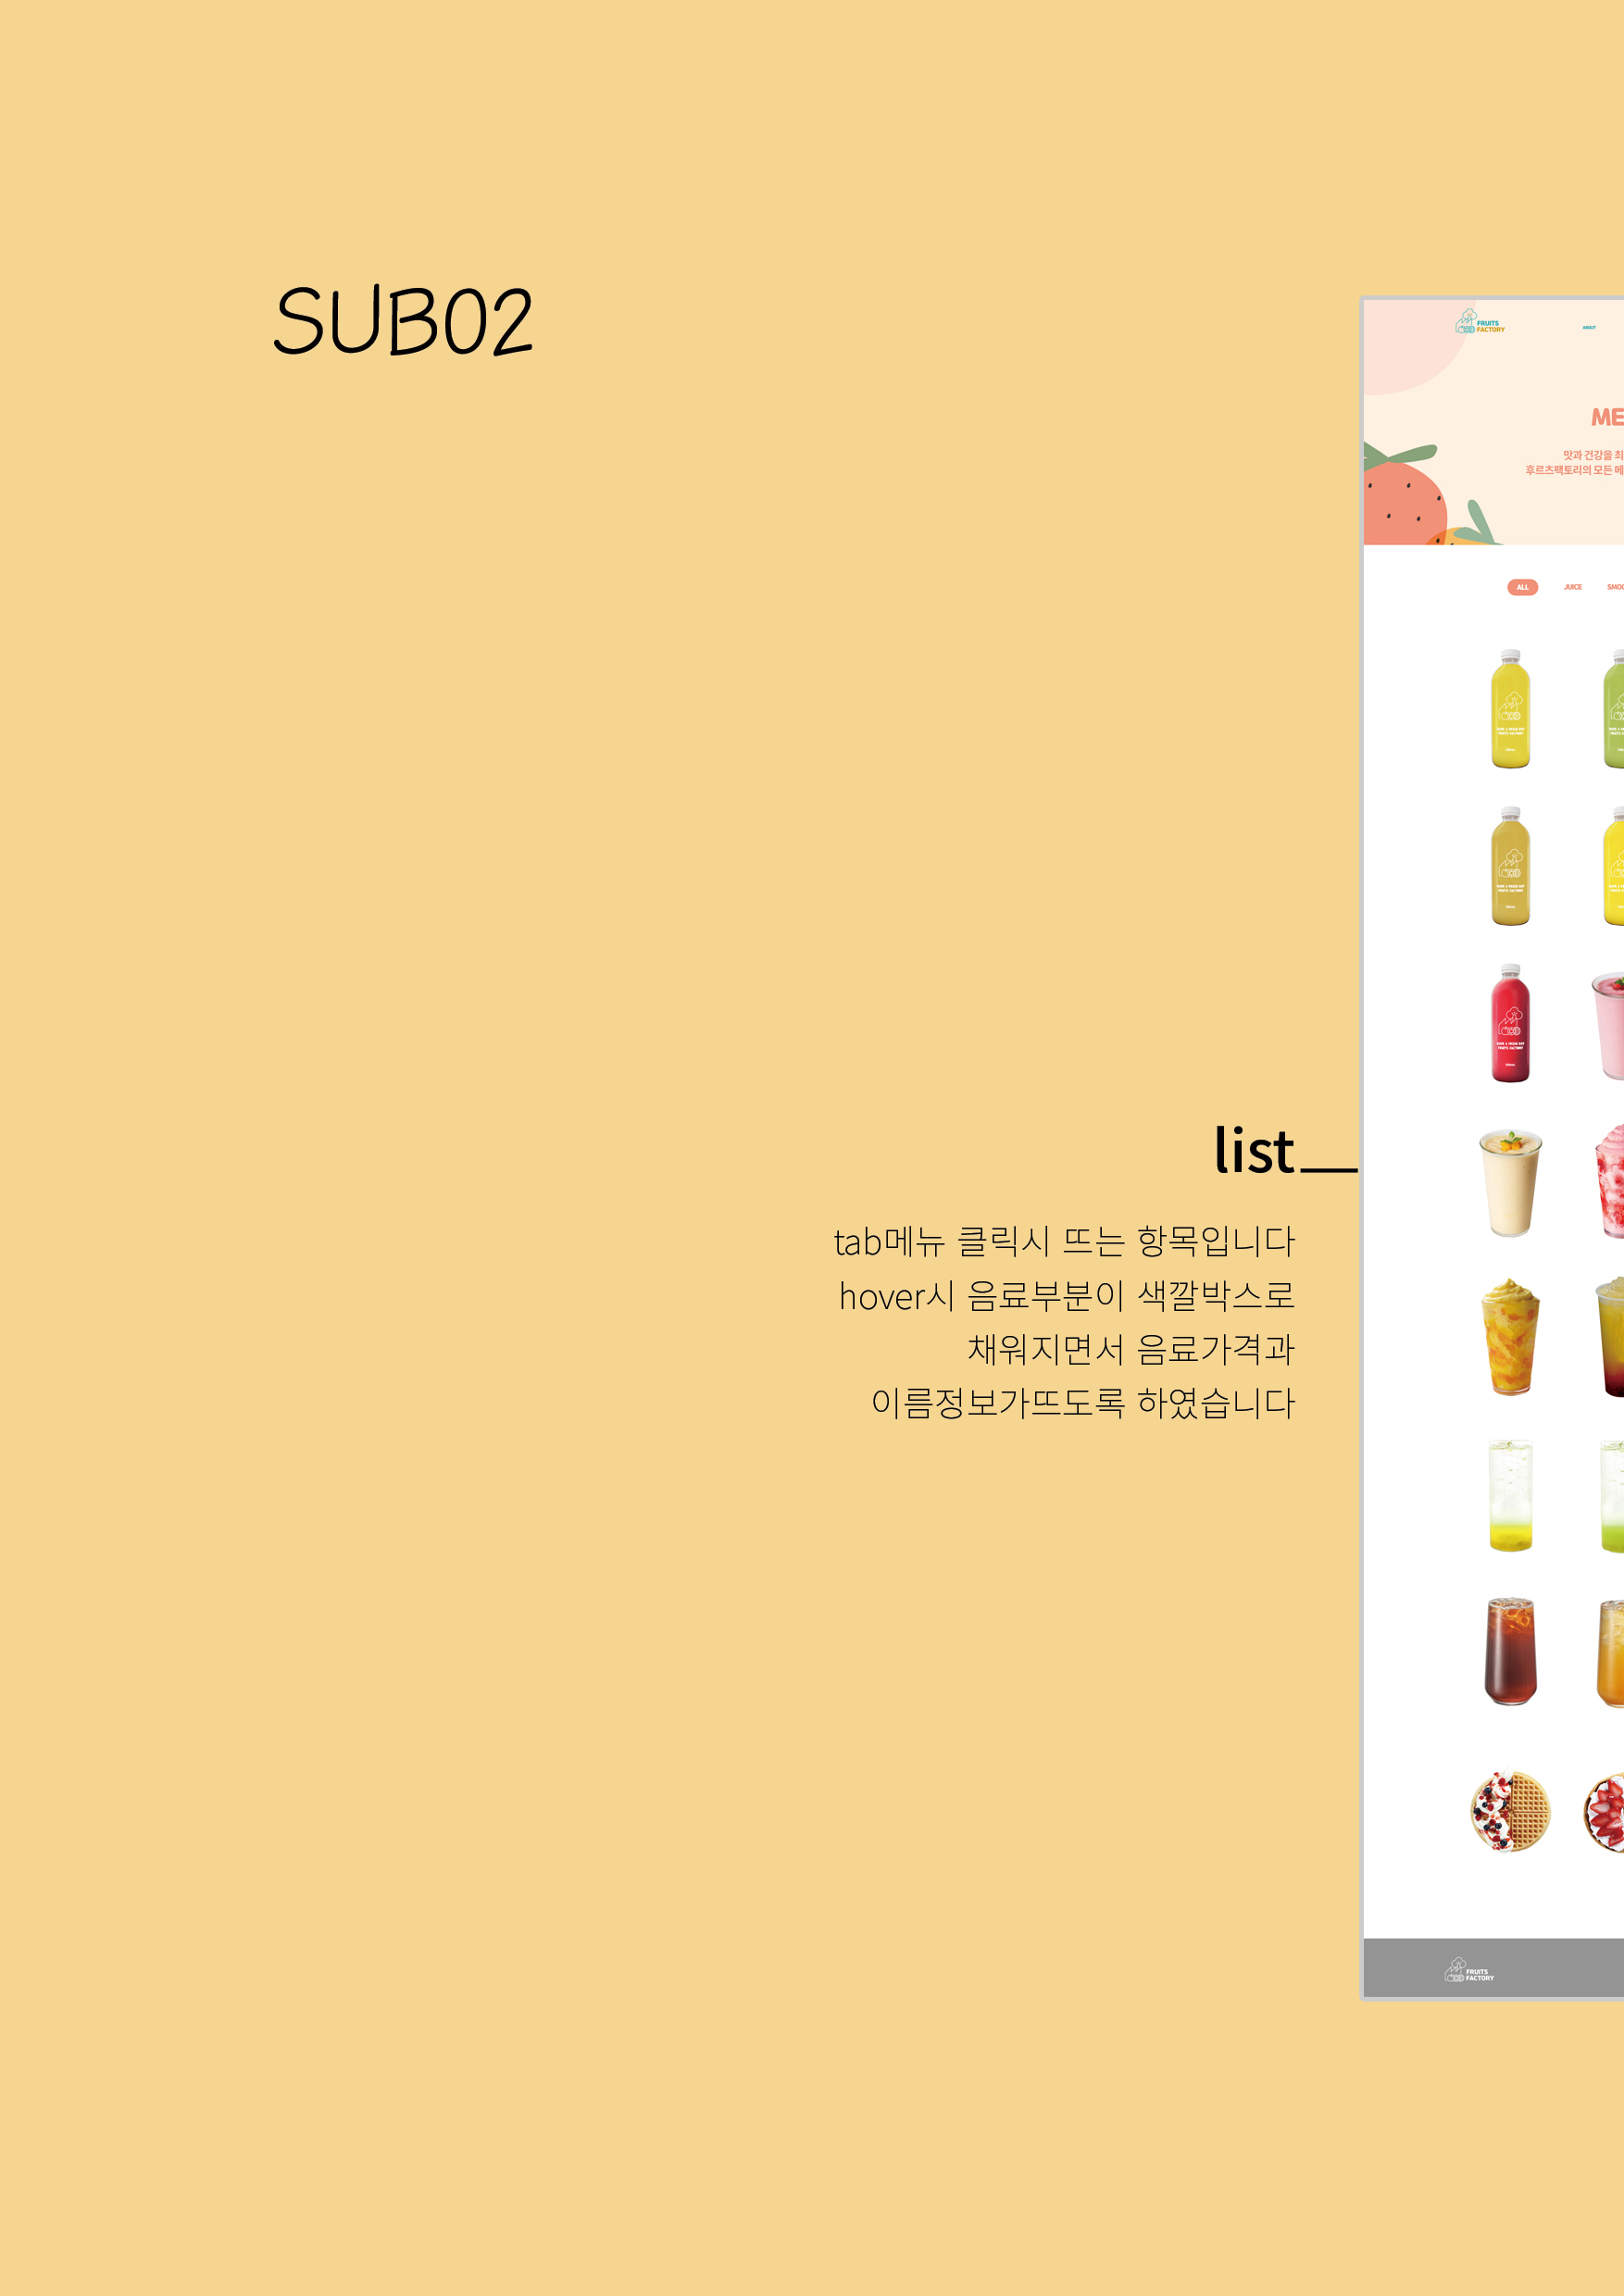 SUB02
FRUITS
FACTORY
ABOUT
ME
맛과 건강을 최
후르츠팩토리의 모든 메
ALL
JUICE
SMOO
list
tab메뉴 클릭시 뜨는 항목입니다
hover시 음료부분이 색깔박스로
채워지면서 음료가격과
이름정보가뜨도록 하였습니다
FRUITS
FACTORY